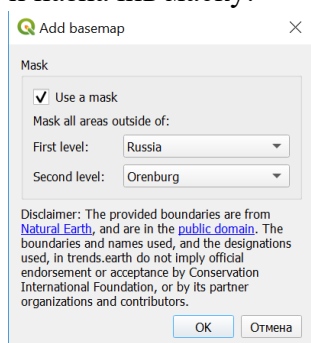 Add basemap
Mask
Use a mask
Mask all areas outside of:
First level: Russia
Second level: Orenburg
Disclaimer: The provided boundaries are from
Natural Earth, and are in the public domain. The
boundaries and names used, and the designations
used, in trends.earth do not imply official
endorsement or acceptance by Conservation
International Foundation, or by its partner
organizations and contributors.
OK Отмена